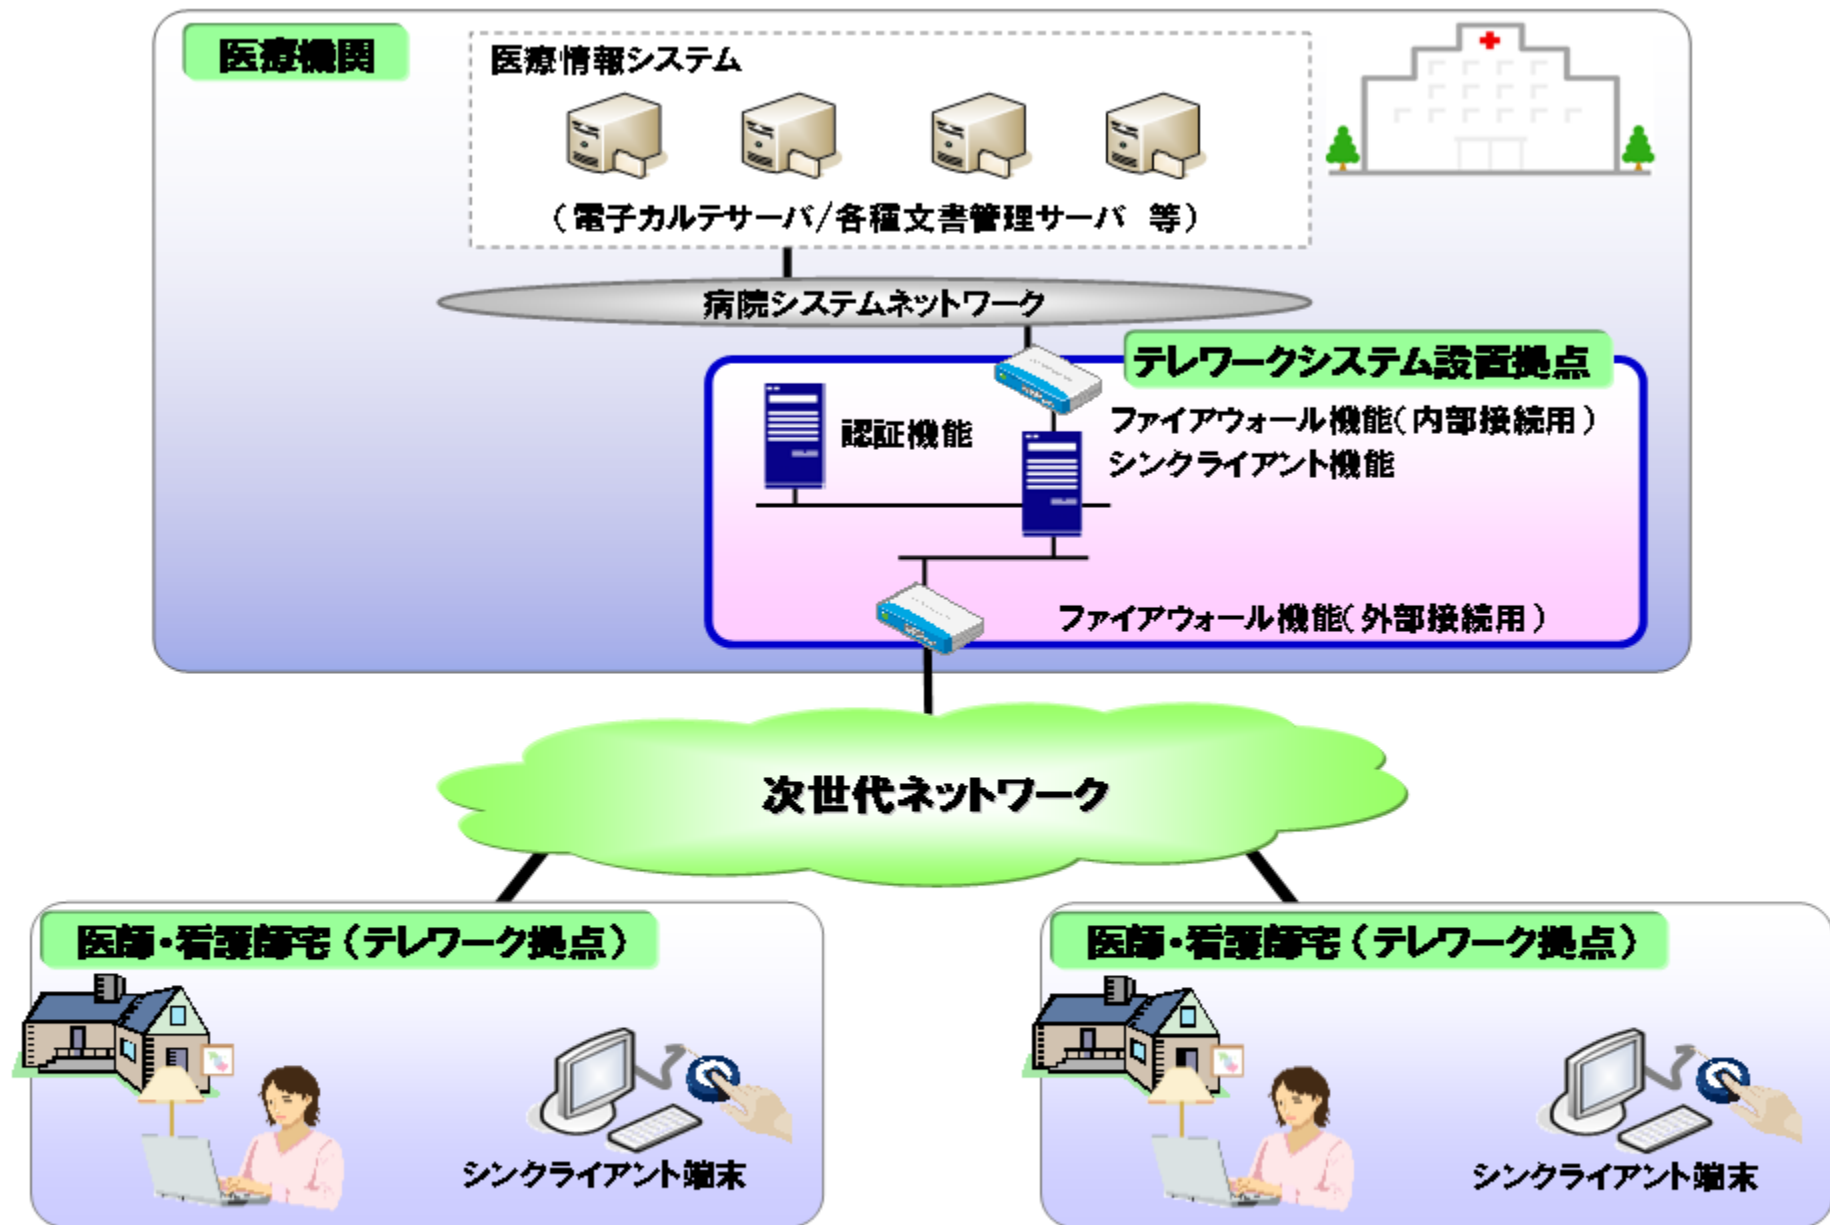 医療機関
医療情報システム
（電子カルテサーバ/各種文書管理サーバ 等）
病院システムネットワーク
テレワークシステム設置拠点
認証機能
ファイアウォール機能（内部接続用）
シンクライアント機能
ファイアウォール機能（外部接続用）
次世代ネットワーク
医師・看護師宅（テレワーク拠点）
シンクライアント端末
医師・看護師宅（テレワーク拠点）
シンクライアント端末